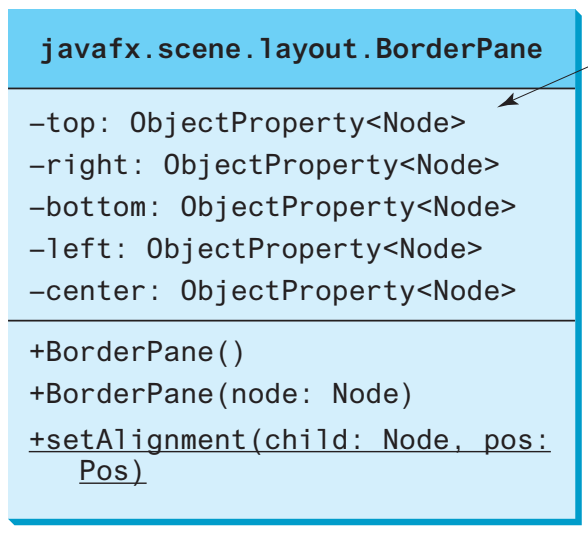 javafx.scene.layout.BorderPane
–top: ObjectProperty<Node>
–right: ObjectProperty<Node>
–bottom: ObjectProperty<Node>
–left: ObjectProperty<Node>
–center: ObjectProperty<Node>
+BorderPane()
+BorderPane(node: Node)
+setAlignment(child: Node, pos:
Pos)